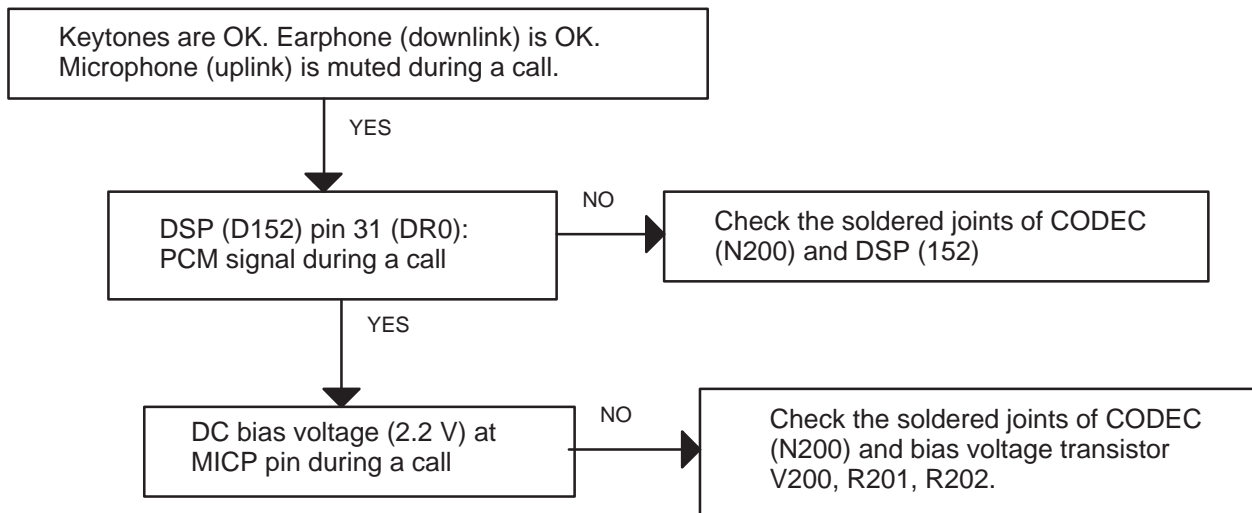 Keytones are OK. Earphone (downlink) is OK.
Microphone (uplink) is muted during a call.
YES
DSP (D152) pin 31 (DR0):
PCM signal during a call
NO
Check the soldered joints of CODEC
(N200) and DSP (152)
YES
DC bias voltage (2.2 V) at
MICP pin during a call
NO
Check the soldered joints of CODEC
(N200) and bias voltage transistor
V200, R201, R202.